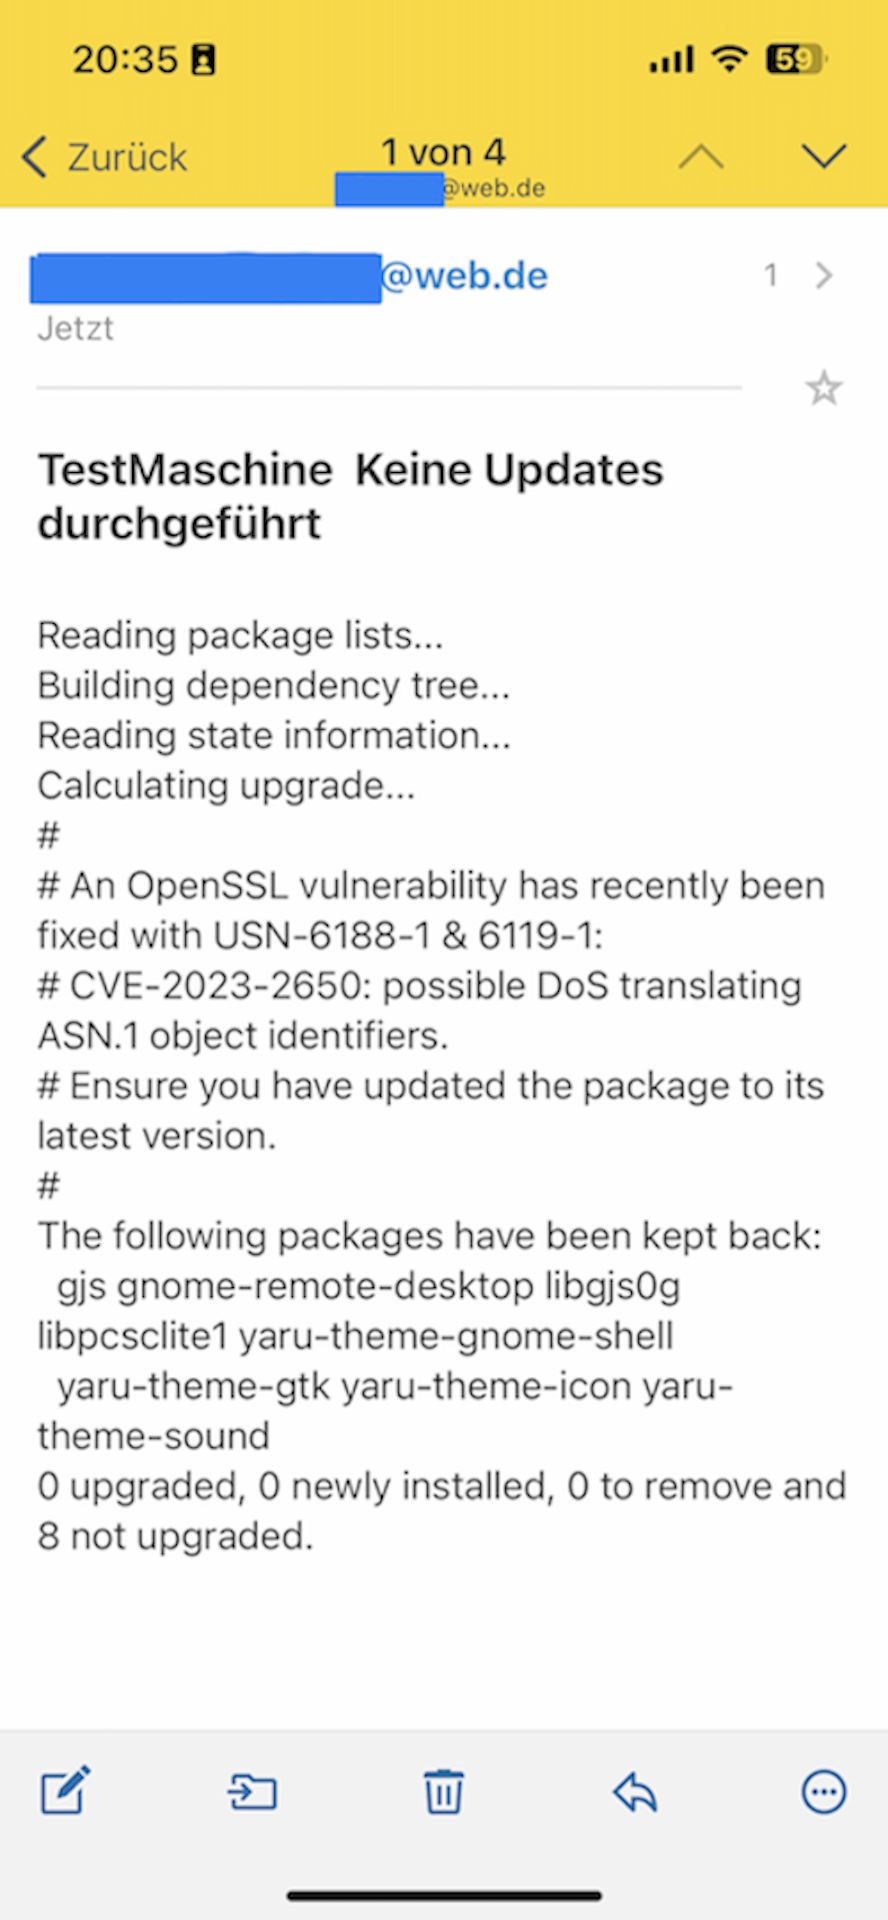 20:35
59
Zurück
1 von 4
@web.de
@web.de
1
Jetzt
TestMaschine  Keine Updates
durchgeführt
Reading package lists...
Building dependency tree...
Reading state information...
Calculating upgrade...
#
# An OpenSSL vulnerability has recently been
fixed with USN-6188-1 & 6119-1:
# CVE-2023-2650: possible DoS translating
ASN.1 object identifiers.
# Ensure you have updated the package to its
latest version.
#
The following packages have been kept back:
gjs gnome-remote-desktop libgjs0g
libpcsclite1 yaru-theme-gnome-shell
yaru-theme-gtk yaru-theme-icon yaru-
theme-sound
0 upgraded, 0 newly installed, 0 to remove and
8 not upgraded.